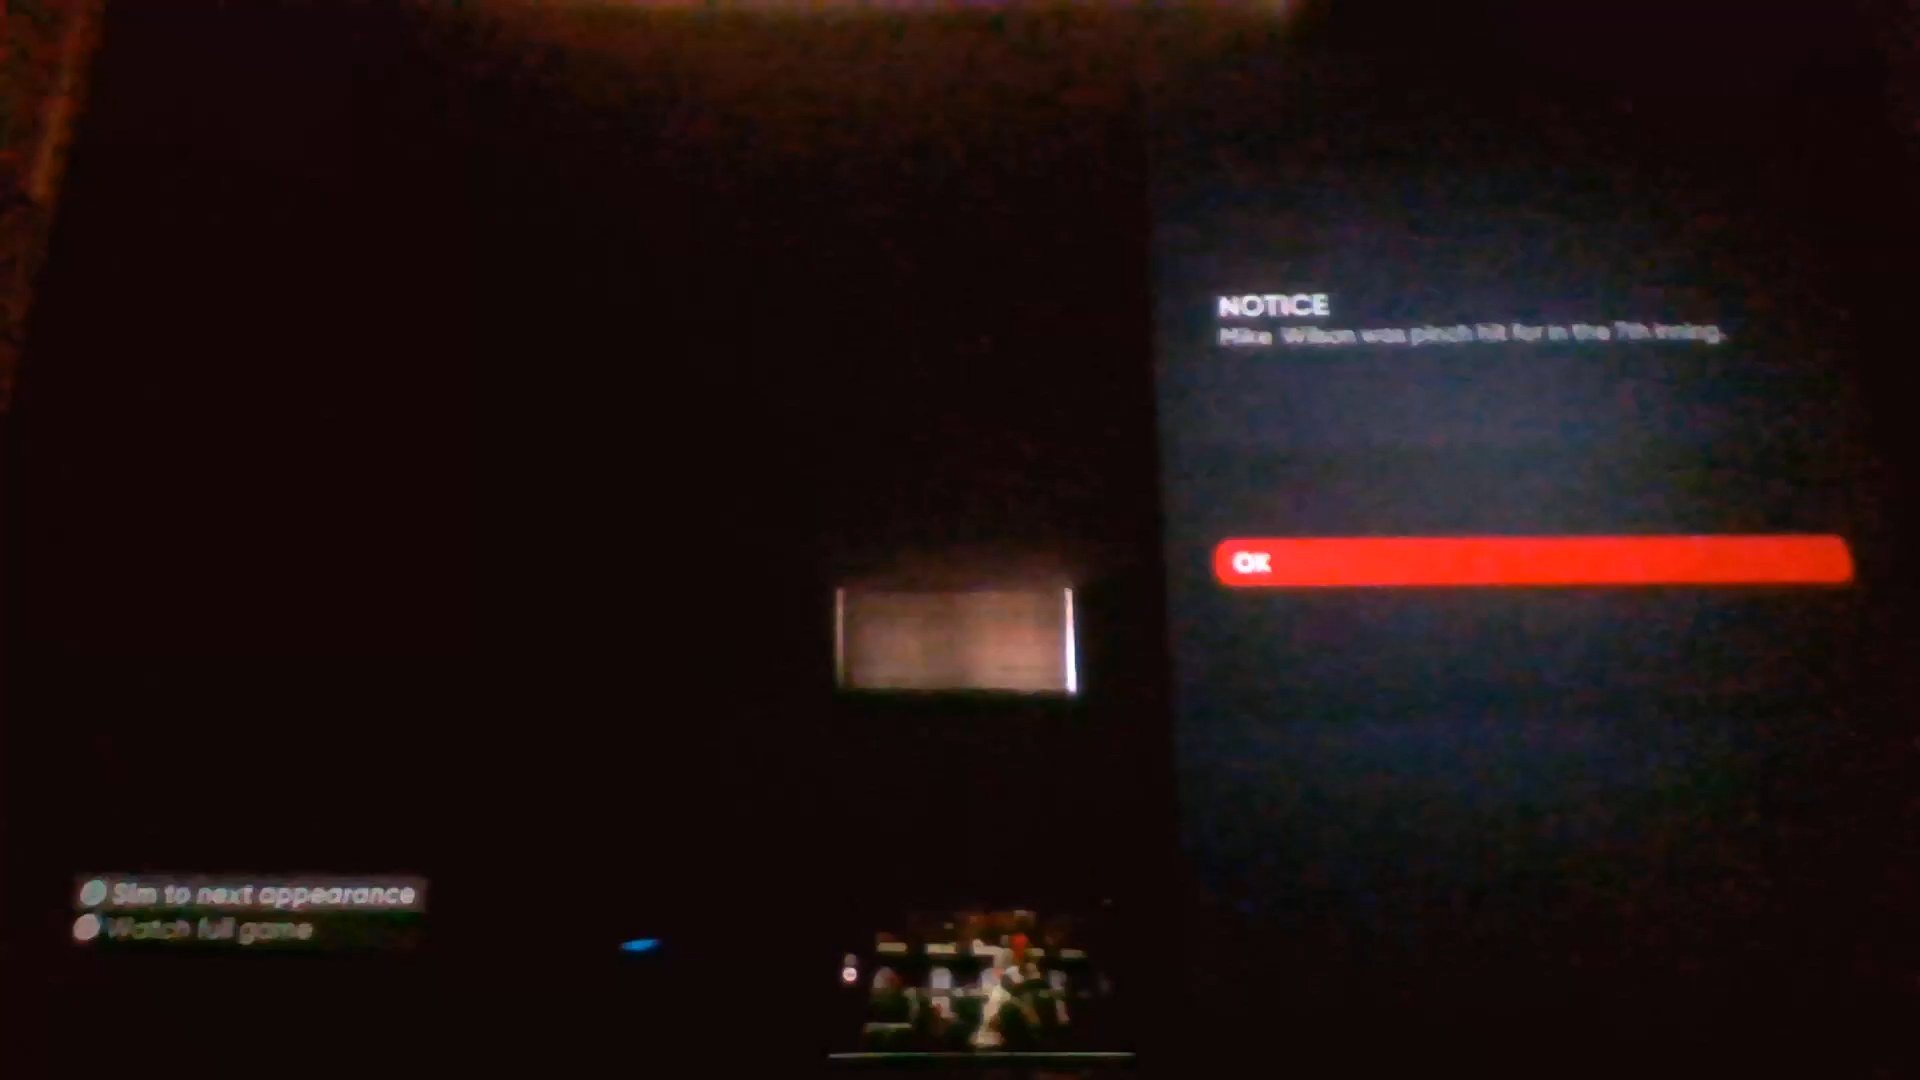 NOTICE
Mike Wilson was pinch hit for in the 7th inning.
OK
Sim to next appearance
Watch full game